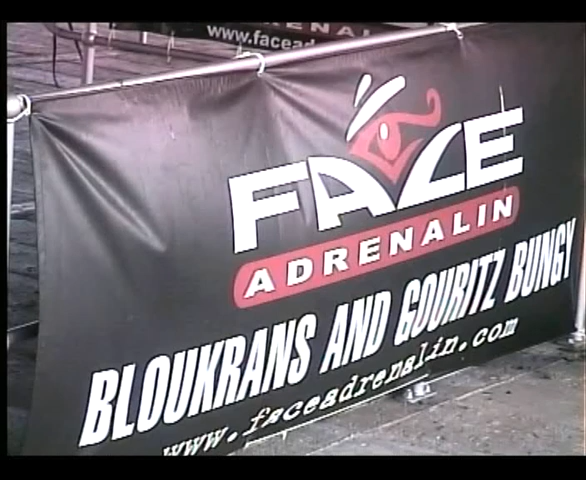 www.facead
FACE
ADRENALIN
BLOUKRANS AND GOURITZ BUNGY
www.faceadrenalin.com